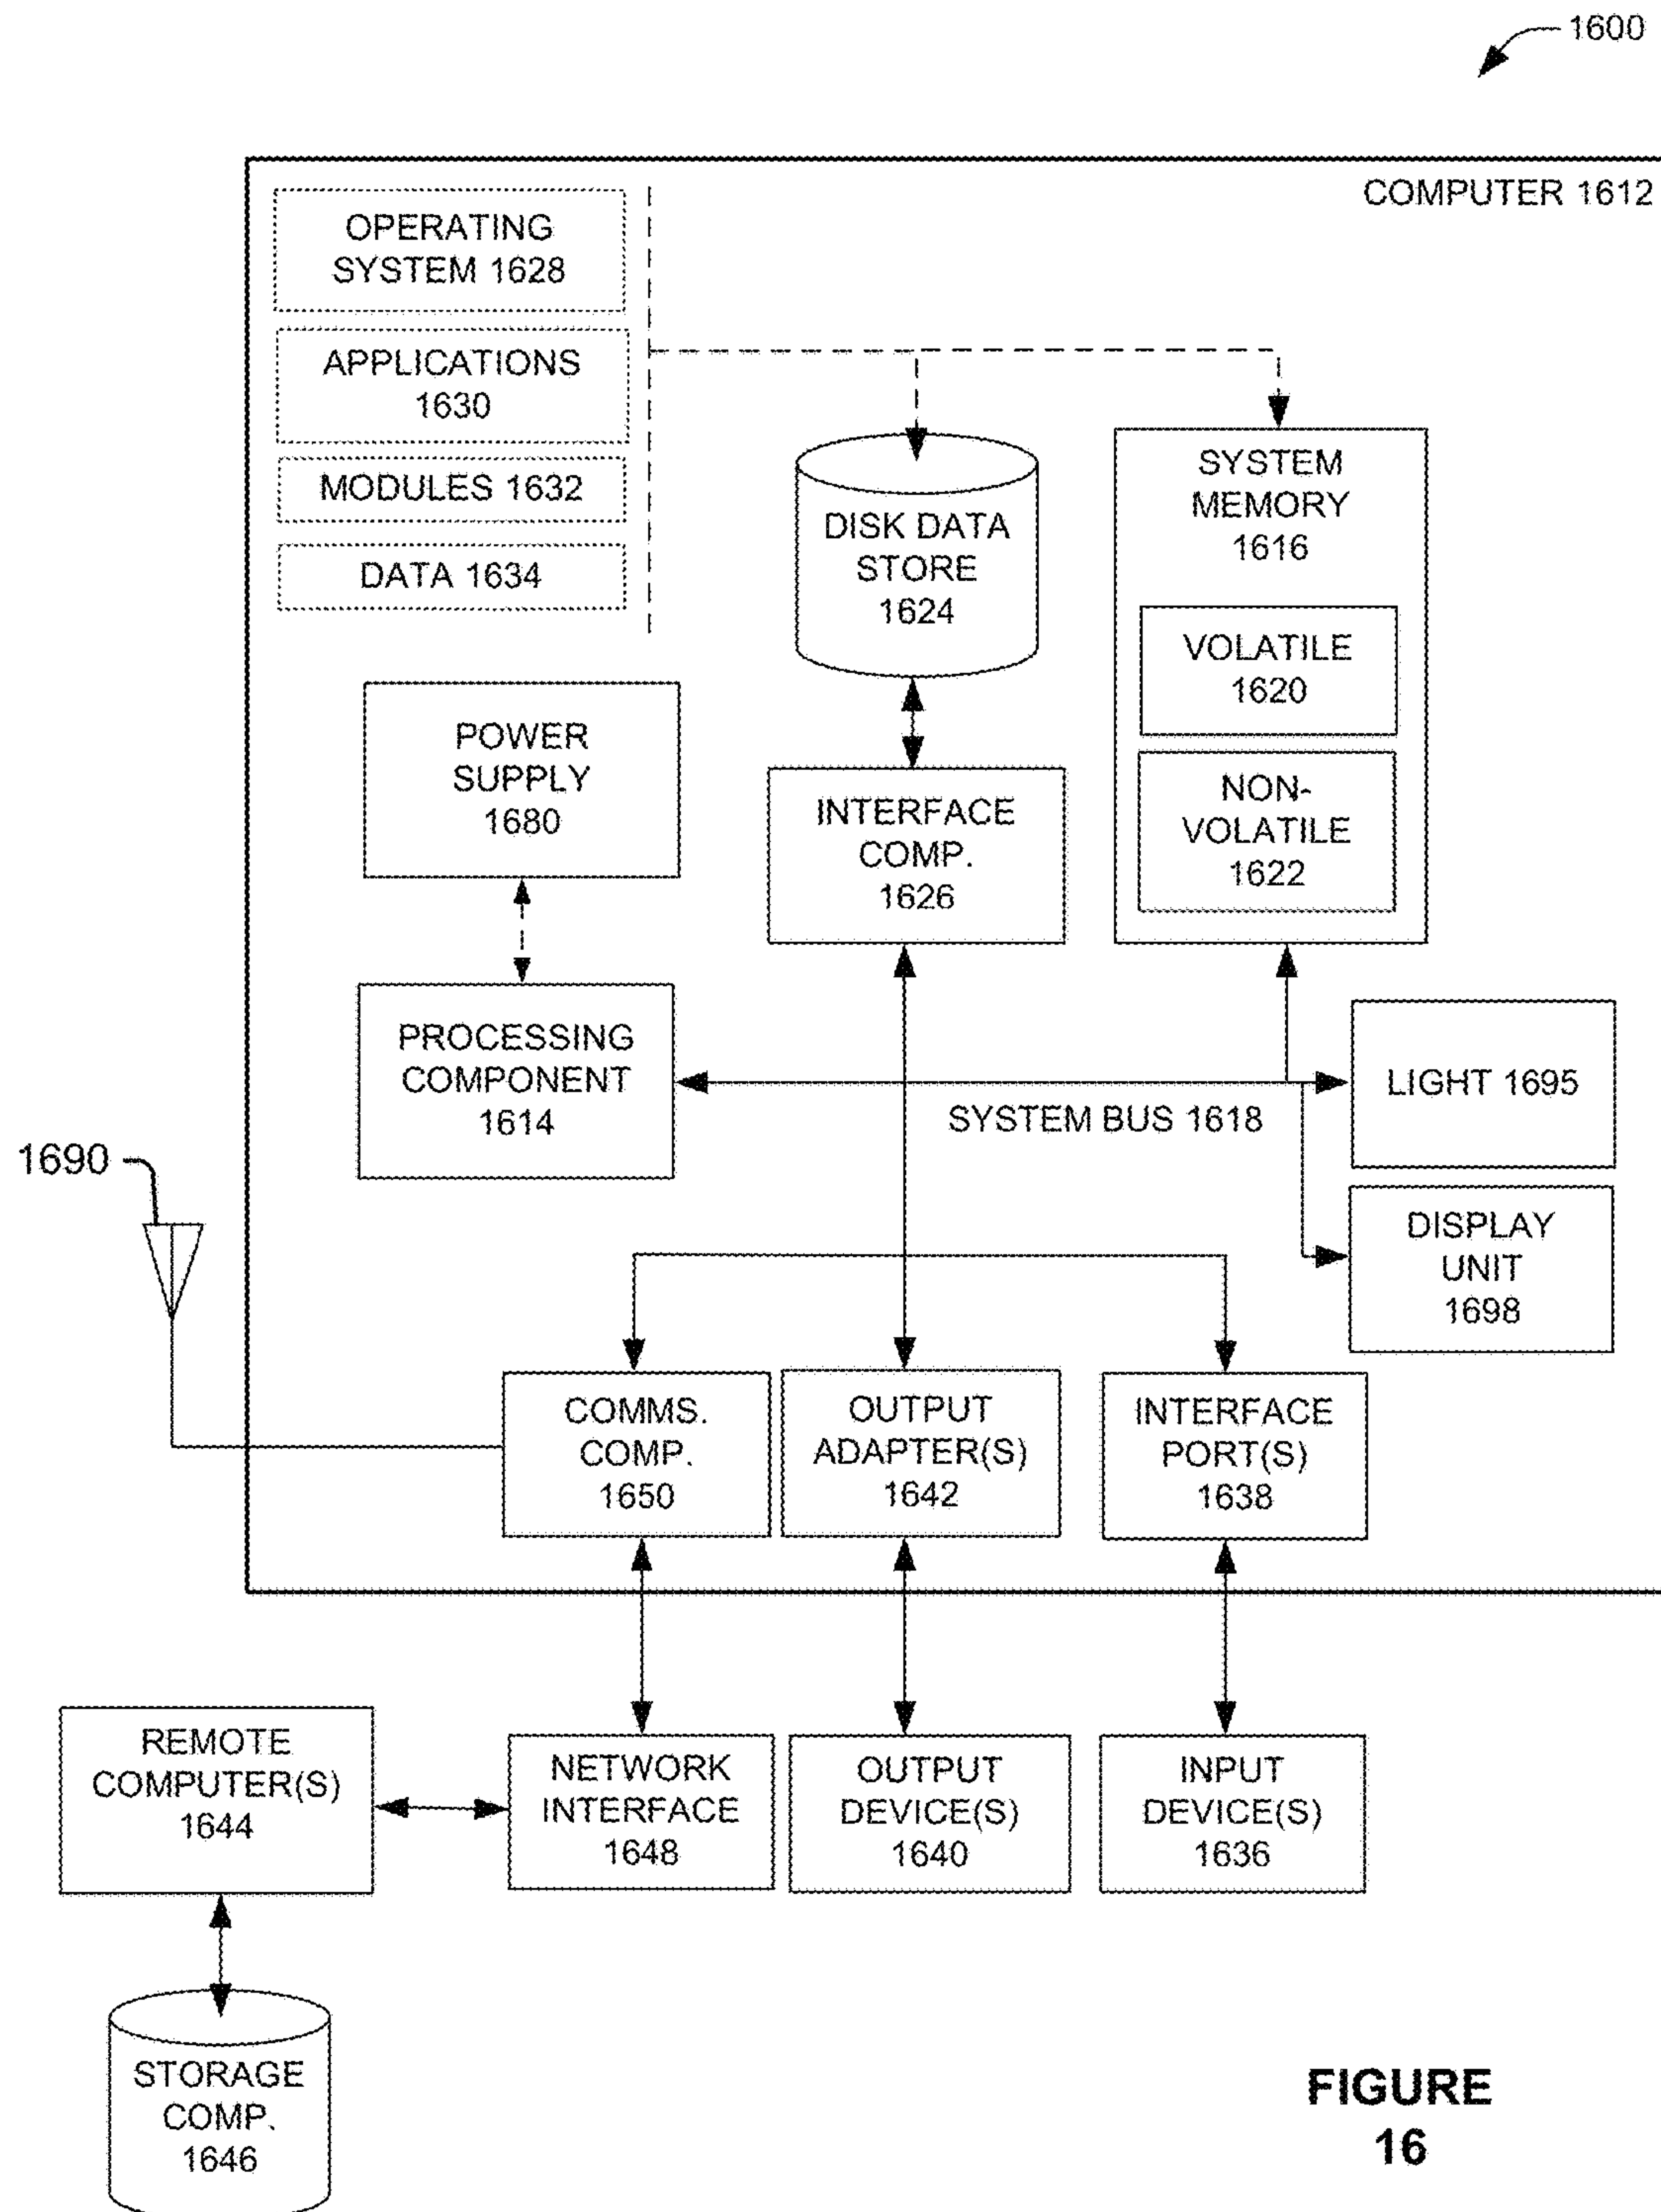 1600
COMPUTER 1612
OPERATING
SYSTEM 1628
APPLICATIONS
1630
MODULES 1632
DATA 1634
DISK DATA
STORE
1624
SYSTEM
MEMORY
1616
VOLATILE
1620
NON-
VOLATILE
1622
POWER
SUPPLY
1680
INTERFACE
COMP.
1626
PROCESSING
COMPONENT
1614
SYSTEM BUS 1618
LIGHT 1695
DISPLAY
UNIT
1698
1690
COMMS.
COMP.
1650
OUTPUT
ADAPTER(S)
1642
INTERFACE
PORT(S)
1638
REMOTE
COMPUTER(S)
1644
NETWORK
INTERFACE
1648
OUTPUT
DEVICE(S)
1640
INPUT
DEVICE(S)
1636
STORAGE
COMP.
1646
FIGURE
16